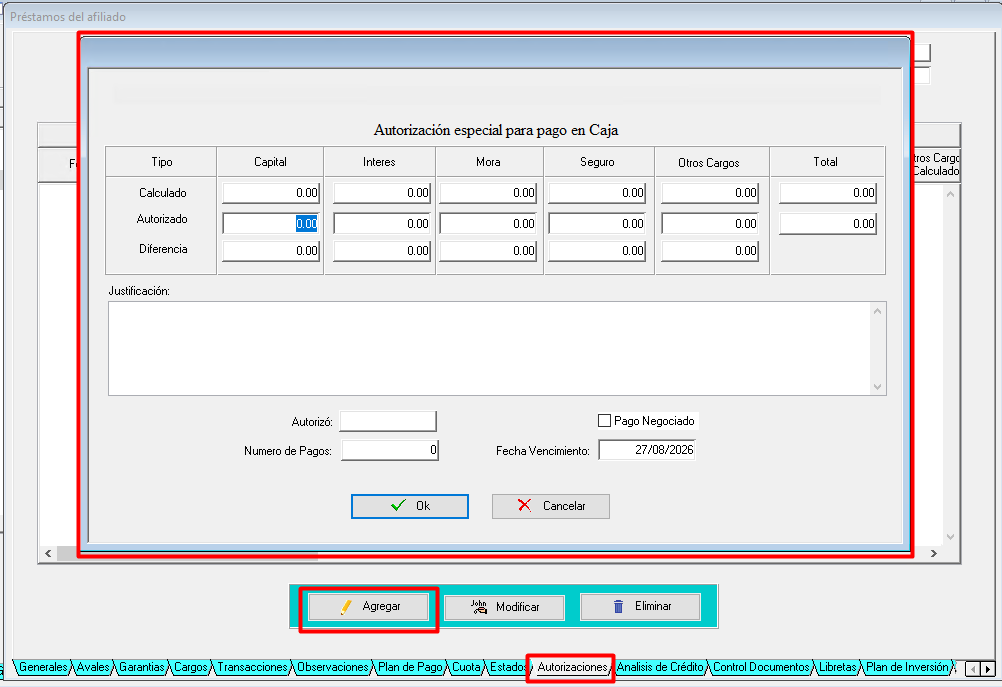 Préstamos del afiliado
Autorización especial para pago en Caja
Tipo Capital Interes Mora Seguro Otros Cargos Total
tros Cargo
Calculado
Calculado 0.00 0.00 0.00 0.00 0.00 0.00
Autorizado 0.00 0.00 0.00 0.00 0.00 0.00
Diferencia 0.00 0.00 0.00 0.00 0.00
Justificación:
Autorizó: Pago Negociado
Numero de Pagos: 0 Fecha Vencimiento: 27/08/2026
Ok Cancelar
Agregar John Modificar Eliminar
Generales Avales Garantias Cargos Transacciones Observaciones Plan de Pago Cuota Estados Autorizaciones Analisis de Crédito Control Documentos Libretas Plan de Inversión